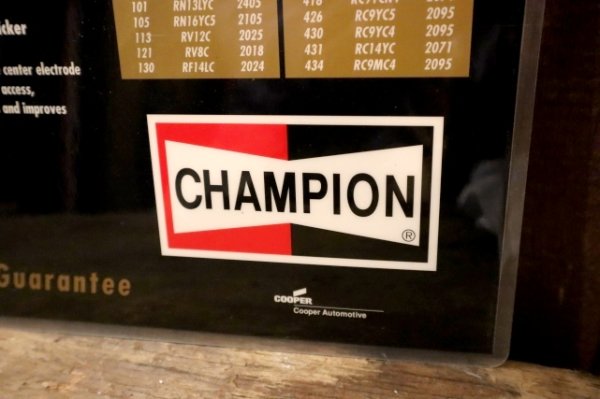 101 RN13LYC 2405
105 RN16YC5 2105
113 RV12C 2025
121 RV8C 2018
130 RF14LC 2024
426 RC9YC5 2095
430 RC9YC4 2095
431 RC14YC 2071
434 RC9MC4 2095
center electrode
access,
and improves
CHAMPION
®
Guarantee
COOPER
Cooper Automotive